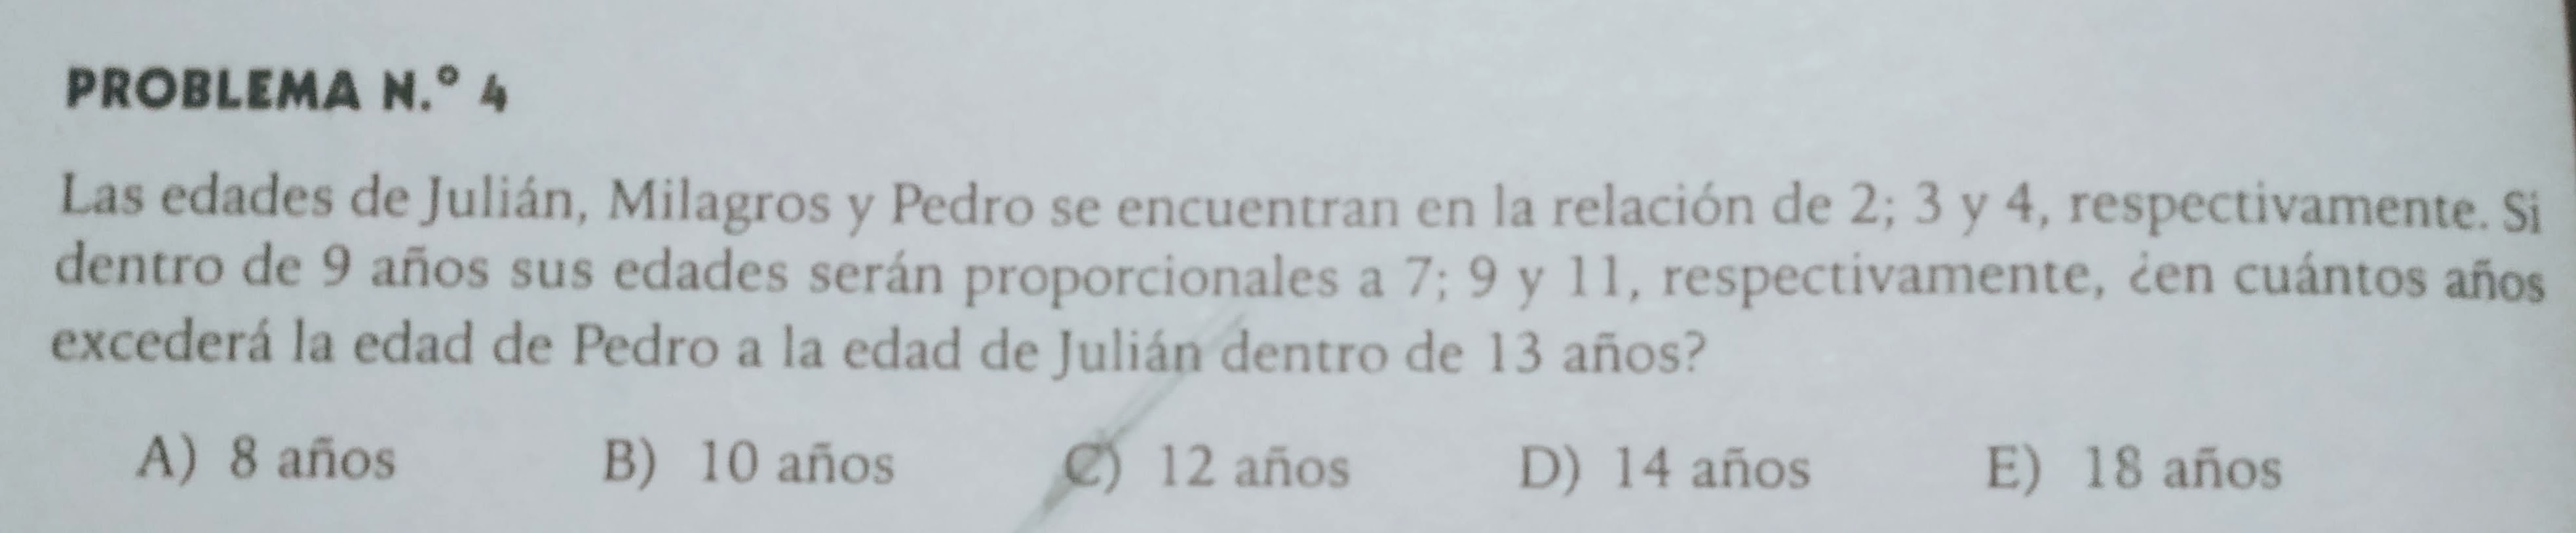 PROBLEMA N.º 4
Las edades de Julián, Milagros y Pedro se encuentran en la relación de 2; 3 y 4, respectivamente. Si
dentro de 9 años sus edades serán proporcionales a 7; 9 y 11, respectivamente, ¿en cuántos años
excederá la edad de Pedro a la edad de Julián dentro de 13 años?
A) 8 años B) 10 años C) 12 años D) 14 años E) 18 años